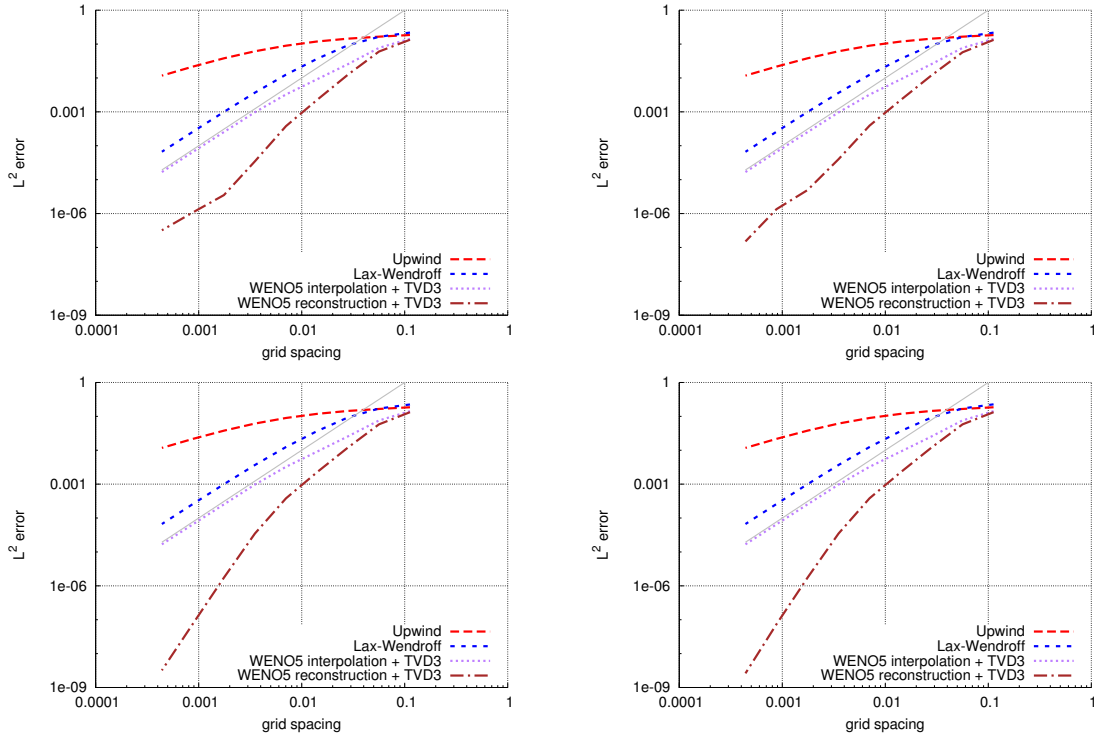 1
0.001
1e-06
1e-09
L² error
Upwind
Lax-Wendroff
WENO5 interpolation + TVD3
WENO5 reconstruction + TVD3
0.0001 0.001 0.01 0.1 1
grid spacing
1
0.001
1e-06
1e-09
L² error
Upwind
Lax-Wendroff
WENO5 interpolation + TVD3
WENO5 reconstruction + TVD3
0.0001 0.001 0.01 0.1 1
grid spacing
1
0.001
1e-06
1e-09
L² error
Upwind
Lax-Wendroff
WENO5 interpolation + TVD3
WENO5 reconstruction + TVD3
0.0001 0.001 0.01 0.1 1
grid spacing
1
0.001
1e-06
1e-09
L² error
Upwind
Lax-Wendroff
WENO5 interpolation + TVD3
WENO5 reconstruction + TVD3
0.0001 0.001 0.01 0.1 1
grid spacing